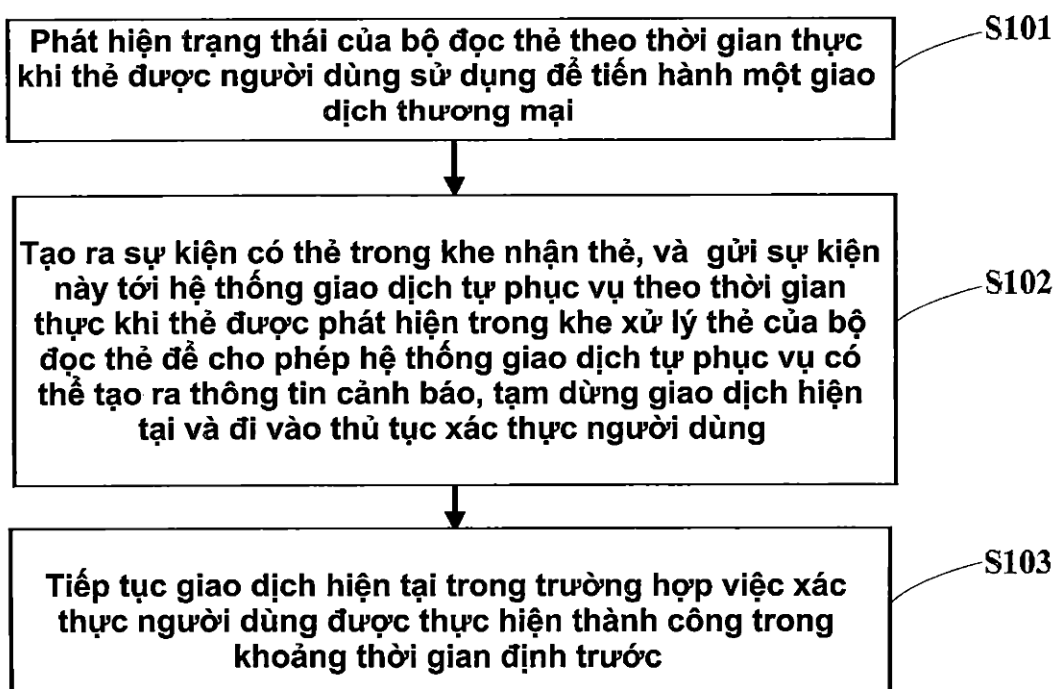 Phát hiện trạng thái của bộ đọc thẻ theo thời gian thực
khi thẻ được người dùng sử dụng để tiến hành một giao
dịch thương mại
S101
Tạo ra sự kiện có thẻ trong khe nhận thẻ, và gửi sự kiện
này tới hệ thống giao dịch tự phục vụ theo thời gian
thực khi thẻ được phát hiện trong khe xử lý thẻ của bộ
đọc thẻ để cho phép hệ thống giao dịch tự phục vụ có
thể tạo ra thông tin cảnh báo, tạm dừng giao dịch hiện
tại và đi vào thủ tục xác thực người dùng
S102
Tiếp tục giao dịch hiện tại trong trường hợp việc xác
thực người dùng được thực hiện thành công trong
khoảng thời gian định trước
S103